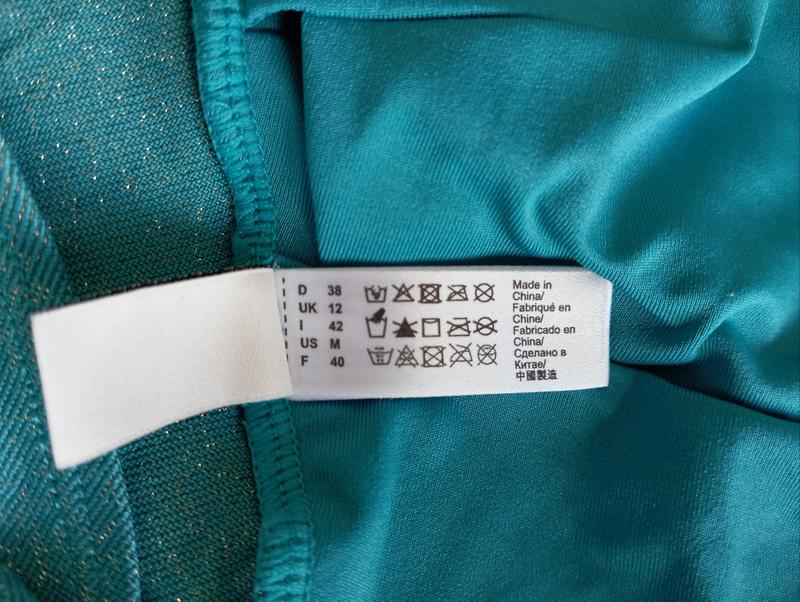 D 38
UK 12
I 42
US M
F 40
Made in
China/
Fabriqué en
Chine/
Fabricado en
China/
Сделано в
Китае/
中國製造